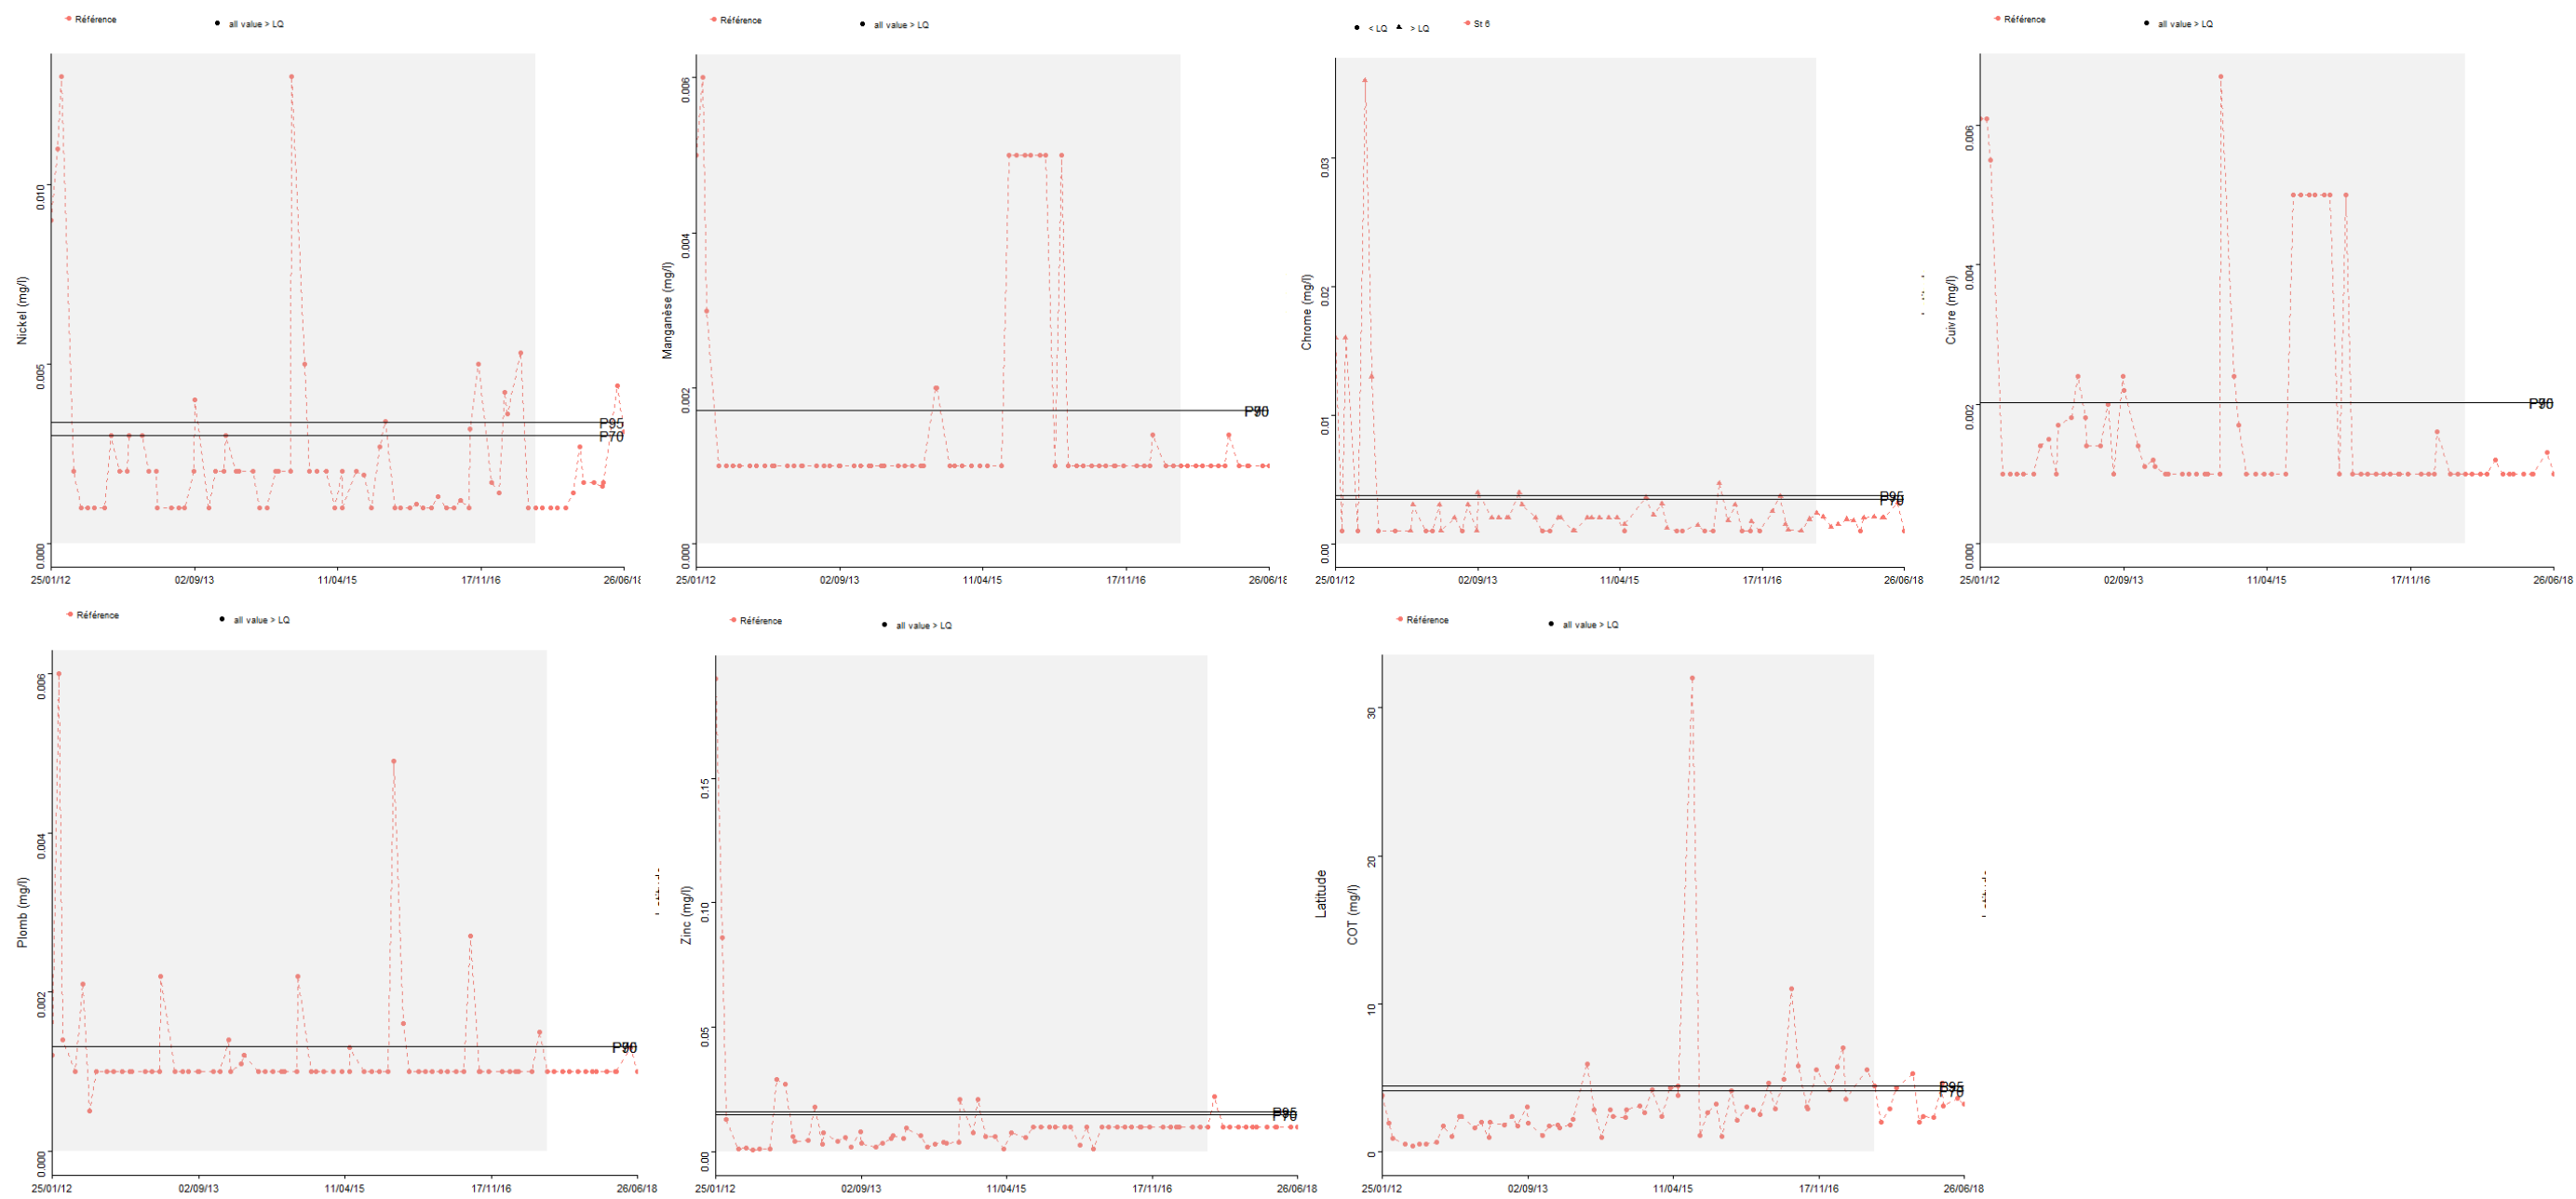 Référence
all value > LQ
Nickel (mg/l)
0.000
0.005
0.010
P95
P70
25/01/12
02/09/13
11/04/15
17/11/16
26/06/18
Référence
all value > LQ
Manganèse (mg/l)
0.000
0.002
0.004
0.006
25/01/12
02/09/13
11/04/15
17/11/16
26/06/18
< LQ
> LQ
St 6
Chrome (mg/l)
0.00
0.01
0.02
0.03
P95
P70
25/01/12
02/09/13
11/04/15
17/11/16
26/06/18
Référence
all value > LQ
Cuivre (mg/l)
0.000
0.002
0.004
0.006
25/01/12
02/09/13
11/04/15
17/11/16
26/06/18
Référence
all value > LQ
Plomb (mg/l)
0.000
0.002
0.004
0.006
25/01/12
02/09/13
11/04/15
17/11/16
26/06/18
Référence
all value > LQ
Zinc (mg/l)
0.00
0.05
0.10
0.15
P95
P70
25/01/12
02/09/13
11/04/15
17/11/16
26/06/18
Latitude
Référence
all value > LQ
COT (mg/l)
0
10
20
30
P95
P70
25/01/12
02/09/13
11/04/15
17/11/16
26/06/18